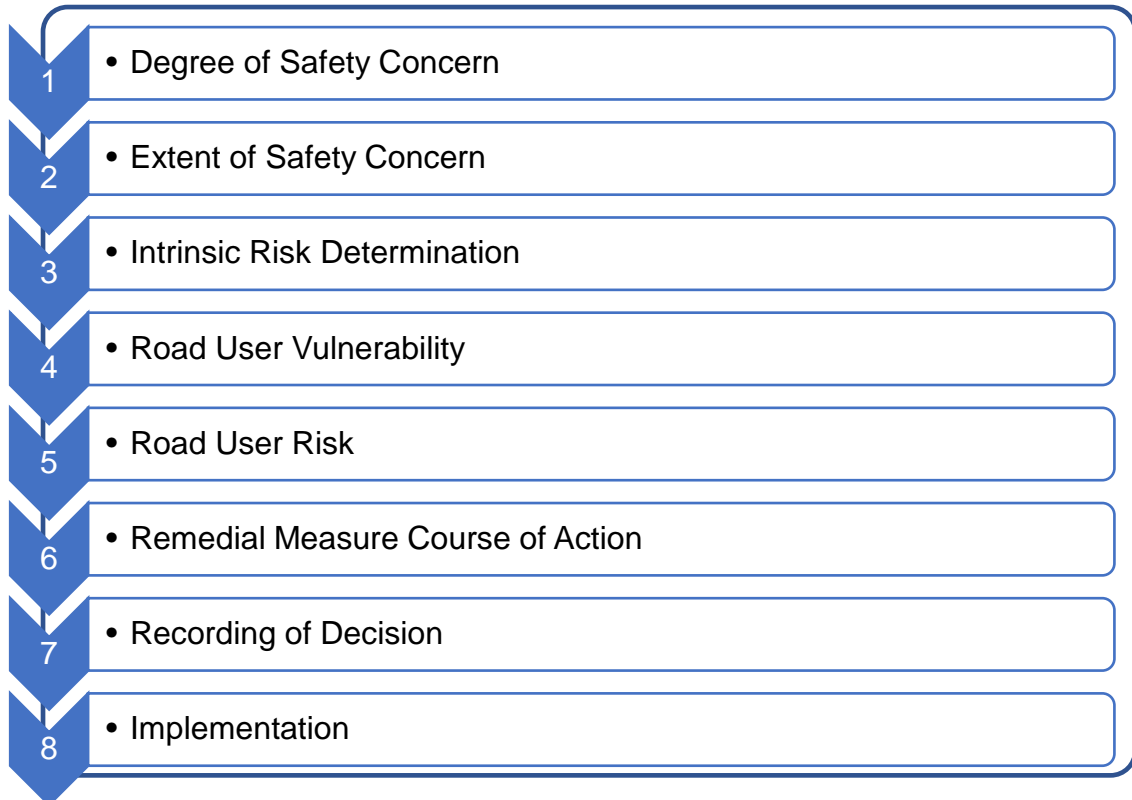 1 • Degree of Safety Concern
2 • Extent of Safety Concern
3 • Intrinsic Risk Determination
4 • Road User Vulnerability
5 • Road User Risk
6 • Remedial Measure Course of Action
7 • Recording of Decision
8 • Implementation